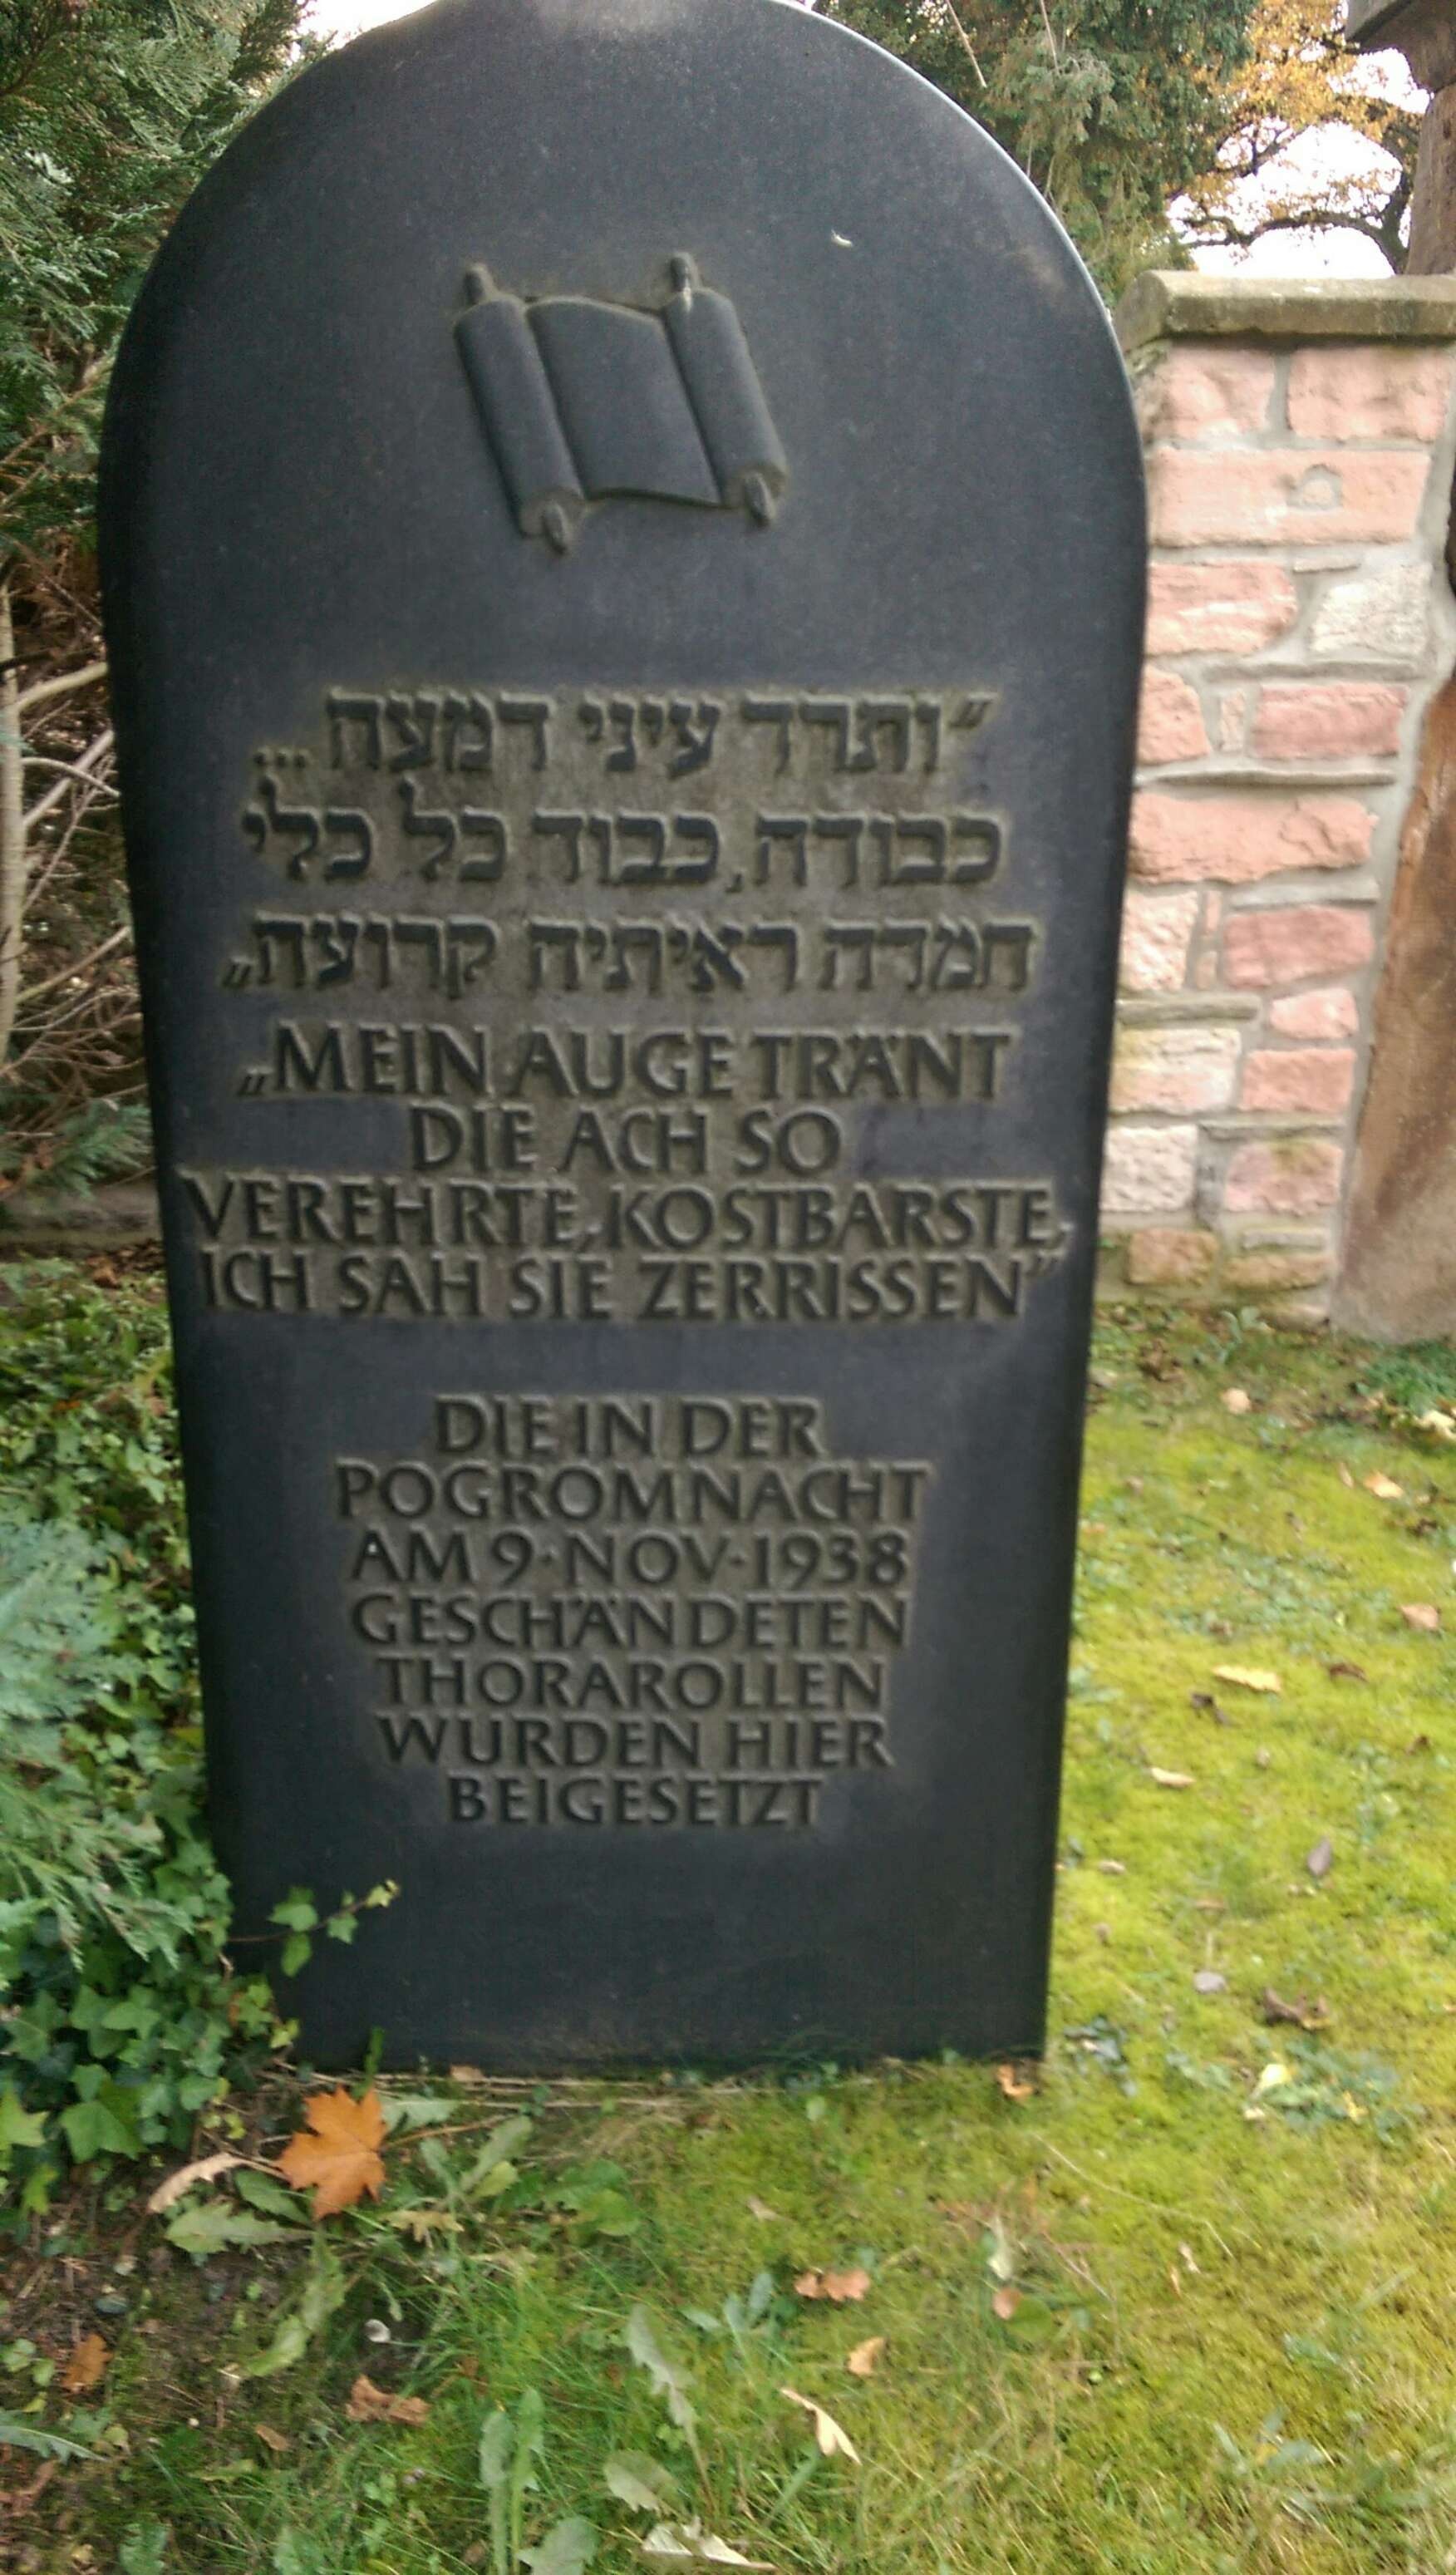 "ותרד עיני דמעה ...
כבודה, כבוד כל כלי
חמדה ראיתיה קרועה„
„MEIN AUGE TRÄNT
DIE ACH SO
VEREHRTE, KOSTBARSTE,
ICH SAH SIE ZERRISSEN”
DIE IN DER
POGROMNACHT
AM 9·NOV·1938
GESCHÄNDETEN
THORAROLLEN
WURDEN HIER
BEIGESETZT